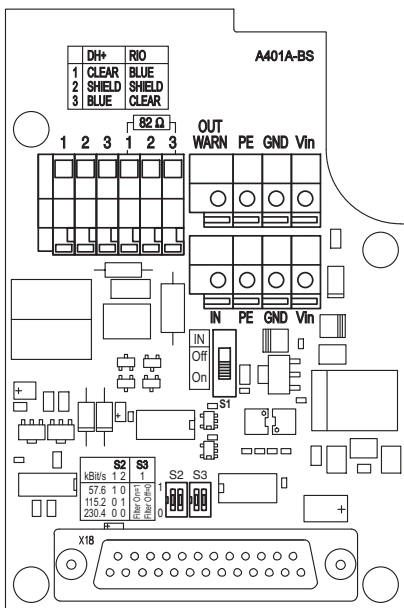 DH+ RIO
A401A-BS
1 CLEAR BLUE
2 SHIELD SHIELD
3 BLUE CLEAR
82 Ω
1 2 3 1 2 3
OUT
WARN PE GND Vin
IN PE GND Vin
IN
Off
On
S1
S2 S3
kBit/s 1 2 1
57.6 1 0
115.2 0 1
230.4 0 0
Filter On=1
Filter Off=0
1
0
S2 S3
X18
+
+
+
+